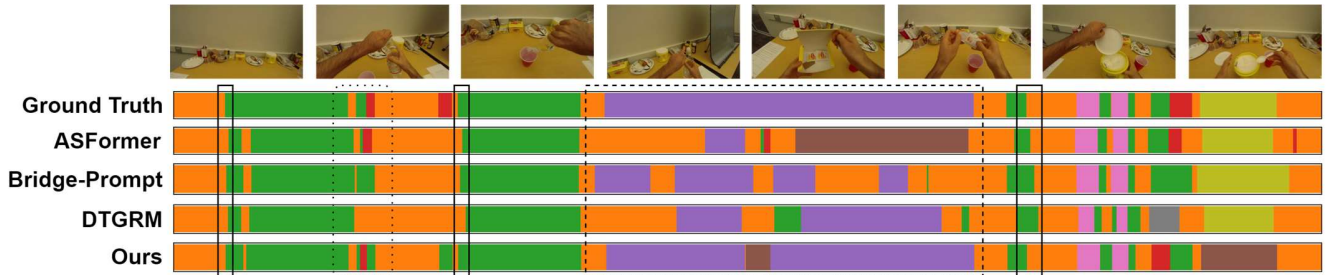 Ground Truth
ASFormer
Bridge-Prompt
DTGRM
Ours